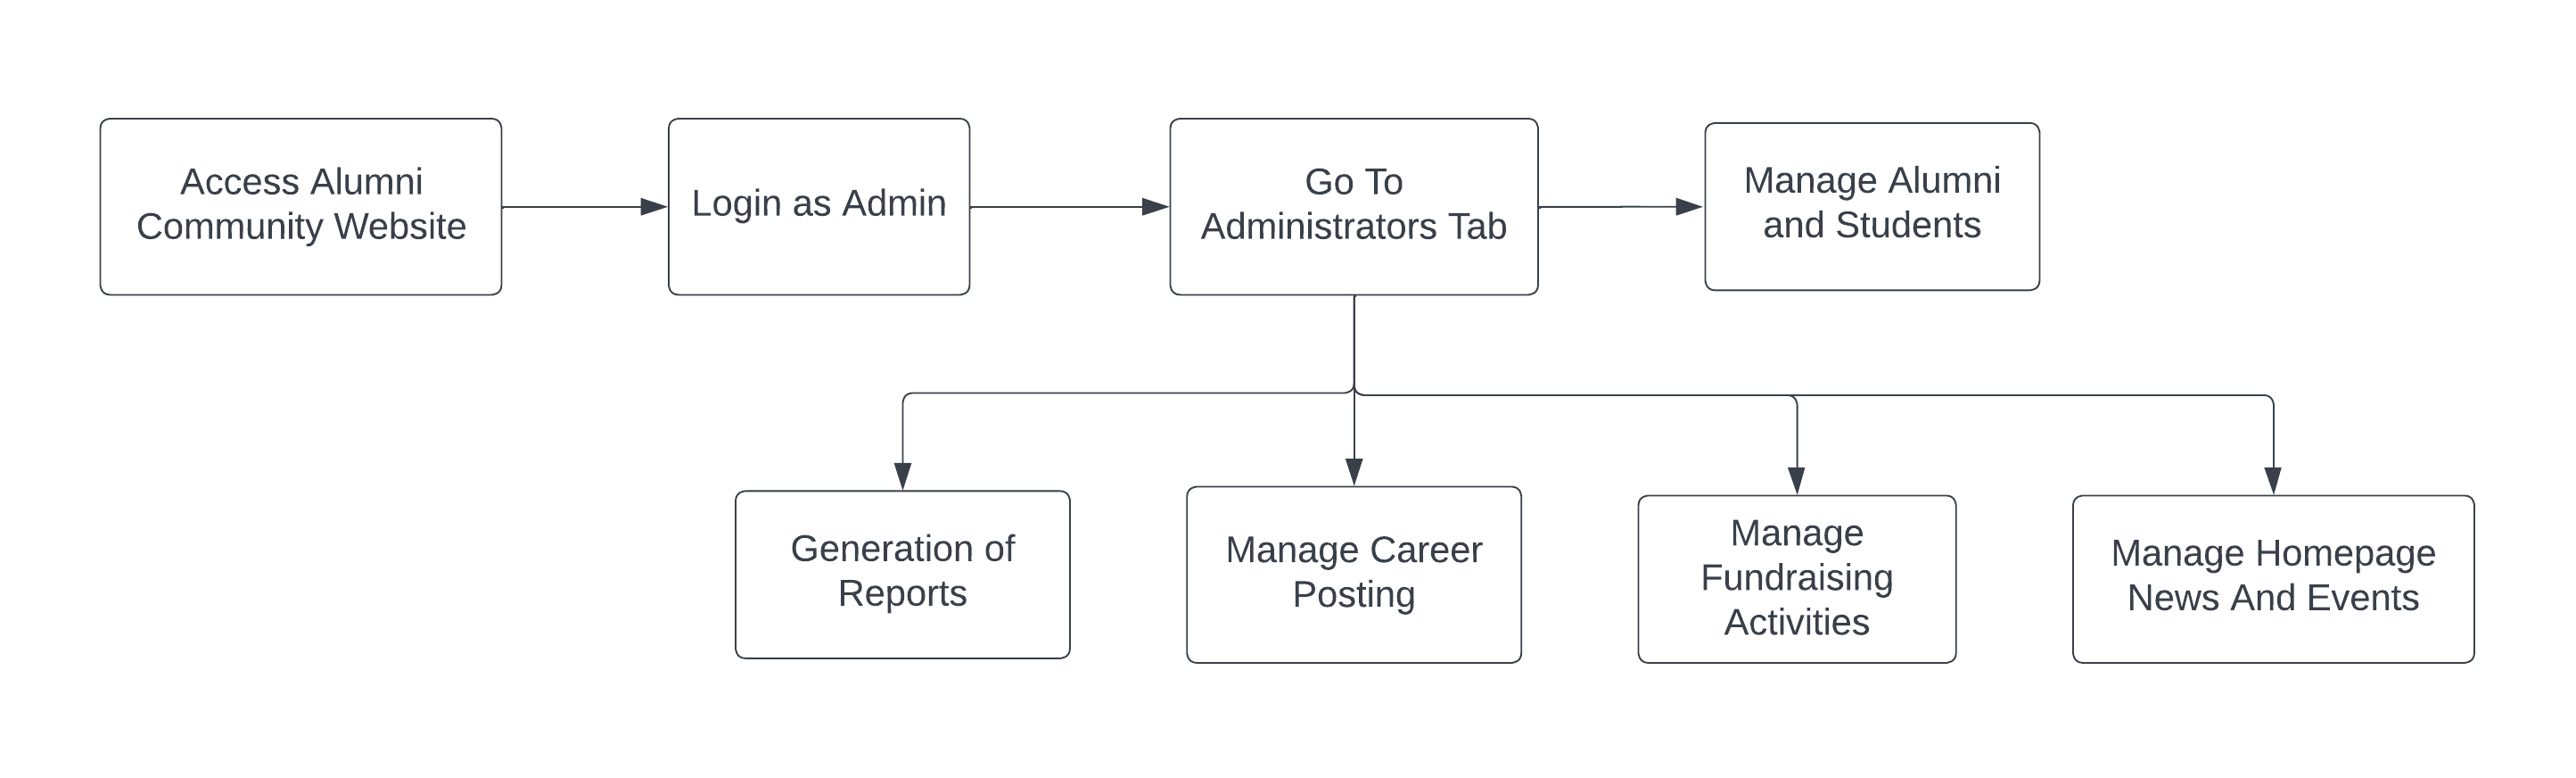 Access Alumni
Community Website
Login as Admin
Go To
Administrators Tab
Manage Alumni
and Students
Generation of
Reports
Manage Career
Posting
Manage
Fundraising
Activities
Manage Homepage
News And Events